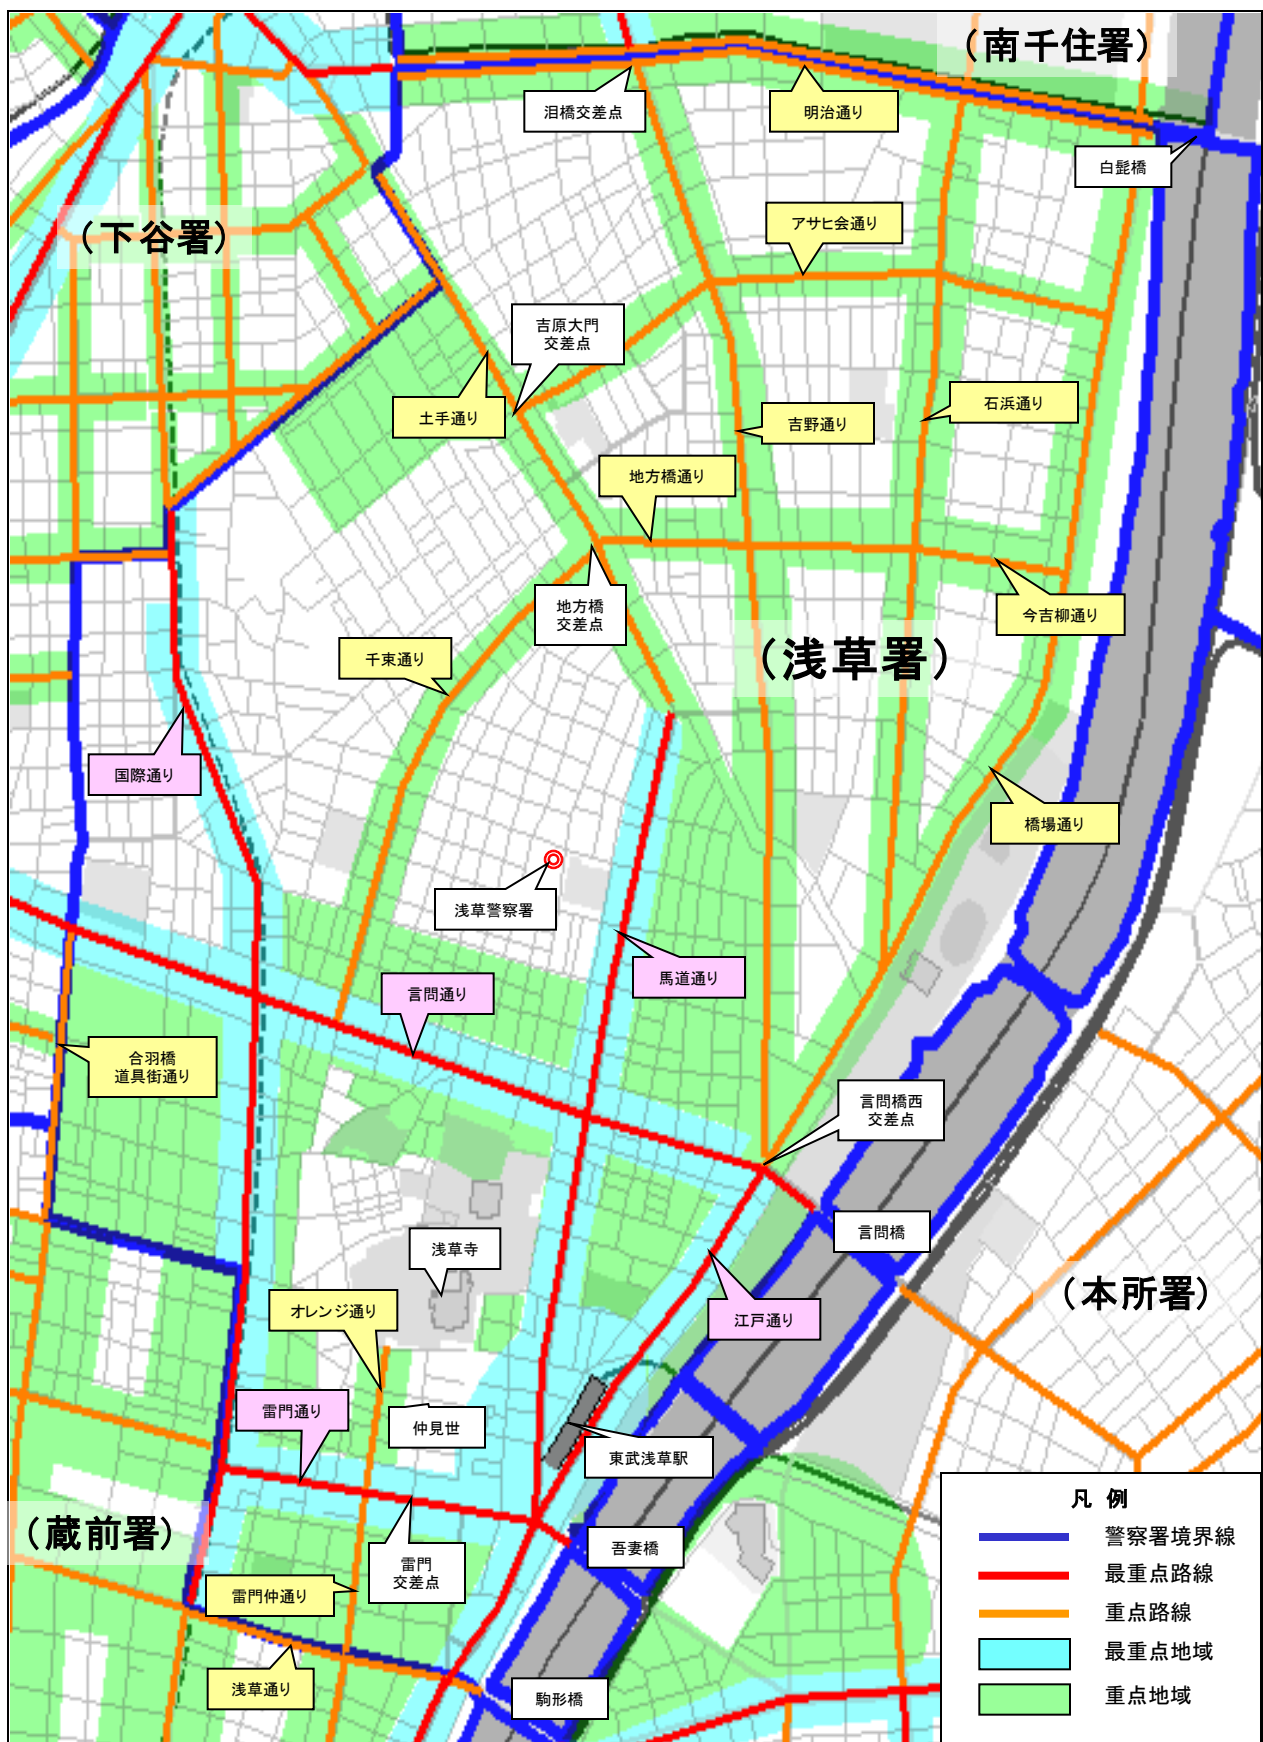 （南千住署）
泪橋交差点
明治通り
白髭橋
（下谷署）
アサヒ会通り
吉原大門
交差点
土手通り
石浜通り
吉野通り
地方橋通り
地方橋
交差点
今吉柳通り
（浅草署）
千束通り
国際通り
橋場通り
浅草警察署
馬道通り
言問通り
合羽橋
道具街通り
言問橋西
交差点
言問橋
浅草寺
（本所署）
オレンジ通り
江戸通り
雷門通り
仲見世
東武浅草駅
（蔵前署）
吾妻橋
雷門
交差点
雷門仲通り
浅草通り
駒形橋
凡 例
警察署境界線
最重点路線
重点路線
最重点地域
重点地域